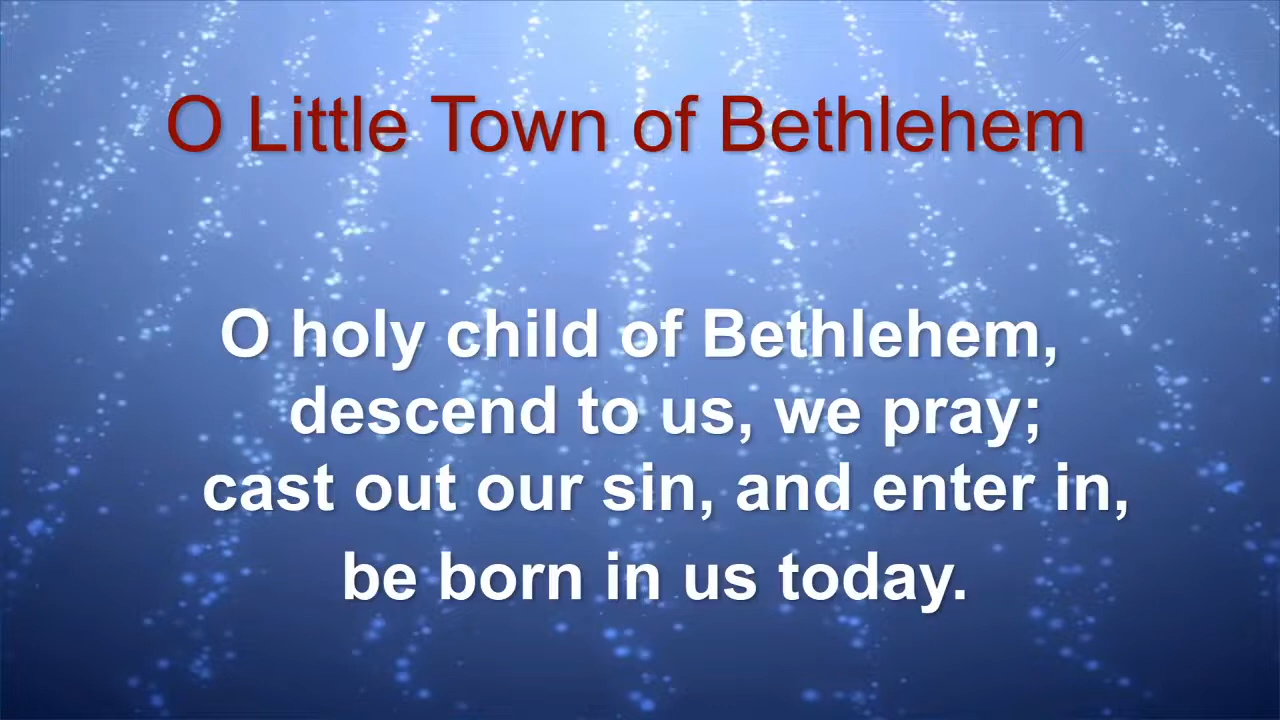 O Little Town of Bethlehem
O holy child of Bethlehem,
descend to us, we pray;
cast out our sin, and enter in,
be born in us today.